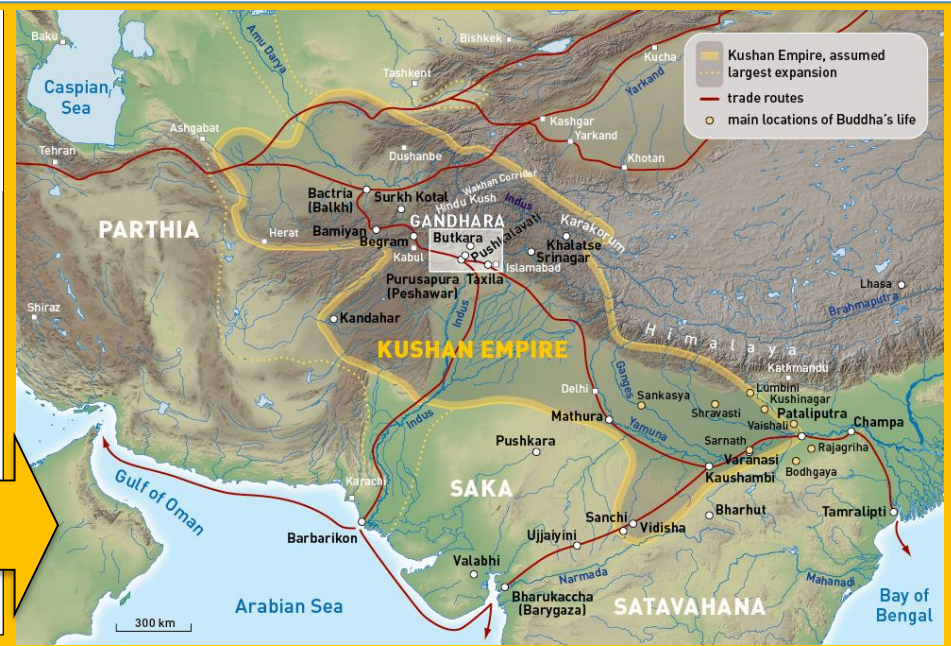 Baku
Caspian
Sea
Amu Darya
Bishkek
Tashkent
Kucha
Yarkand
Kushan Empire, assumed
largest expansion
trade routes
main locations of Buddha's life
Ashgabat
Tehran
Dushanbe
Kashgar
Yarkand
Khotan
Bactria
(Balkh)
Surkh Kotal
Wakhan Corridor
Hindu Kush
Indus
Karakorum
PARTHIA
Herat
Bamiyan
Begram
Kabul
GANDHARA
Butkara
Pushkalavati
Khalatse
Srinagar
Islamabad
Purusapura
(Peshawar)
Taxila
Lhasa
Brahmaputra
Shiraz
Kandahar
Indus
KUSHAN EMPIRE
Himalaya
Kathmandu
Delhi
Ganges
Sankasya
Lumbini
Kushinagar
Shravasti
Mathura
Yamuna
Pataliputra
Vaishali
Champa
Indus
Pushkara
Sarnath
Varanasi
Rajagriha
Kaushambi
Bodhgaya
Karachi
SAKA
Gulf of Oman
Barbarikon
Sanchi
Vidisha
Bharhut
Tamralipti
Ujjaiyini
Valabhi
Narmada
Mahanadi
Arabian Sea
Bharukaccha
(Barygaza)
SATAVAHANA
Bay of
Bengal
300 km